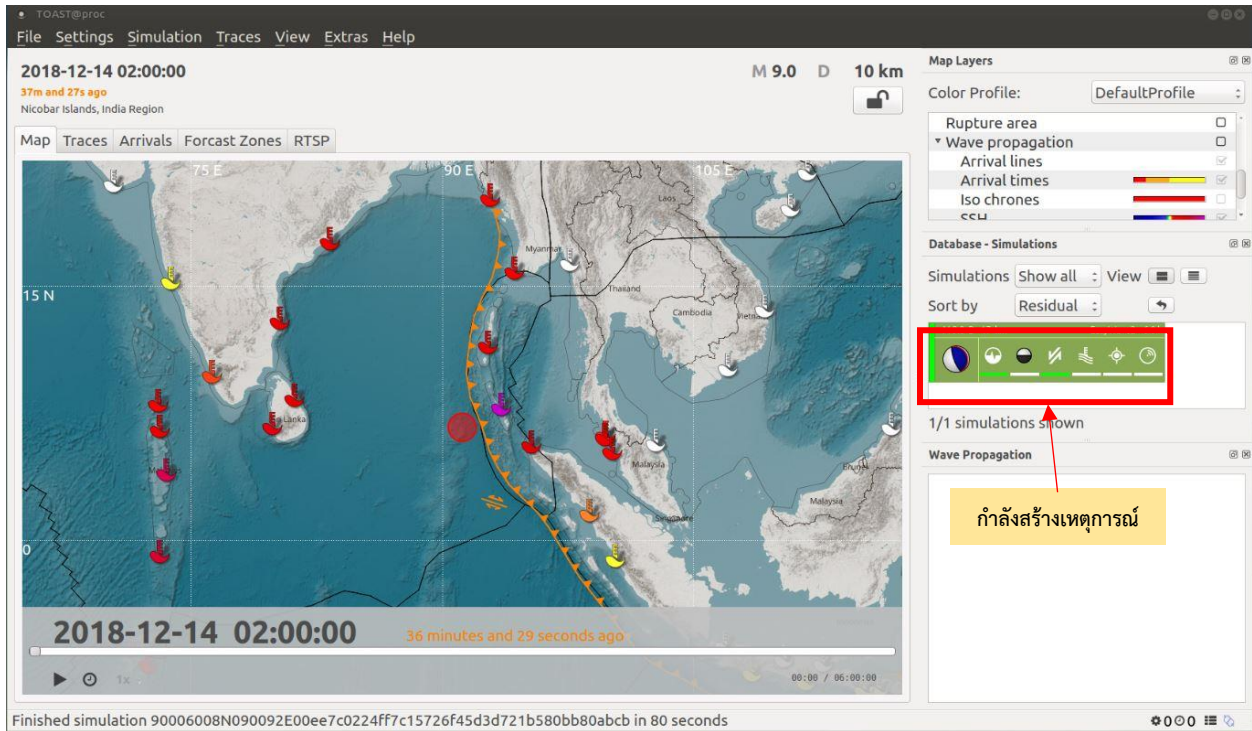 TOAST@proc
File Settings Simulation Traces View Extras Help
2018-12-14 02:00:00
M 9.0 D 10 km
37m and 27s ago
Nicobar Islands, India Region
Map Traces Arrivals Forcast Zones RTSP
75 E 90 E 105 E
Laos
Myanmar
Thailand
15 N
Cambodia
Vietnam
Lanka
Malaysia
Brunei
Malaysia
Singapore
0
2018-12-14 02:00:00
36 minutes and 29 seconds ago
1x
00:00 / 06:00:00
Map Layers
Color Profile: DefaultProfile
Rupture area
Wave propagation
Arrival lines
Arrival times
Iso chrones
SSH
Database - Simulations
Simulations Show all View
Sort by Residual
1/1 simulations shown
Wave Propagation
กำลังสร้างเหตุการณ์
Finished simulation 90006008N090092E00ee7c0224ff7c15726f45d3d721b580bb80abcb in 80 seconds
0 0